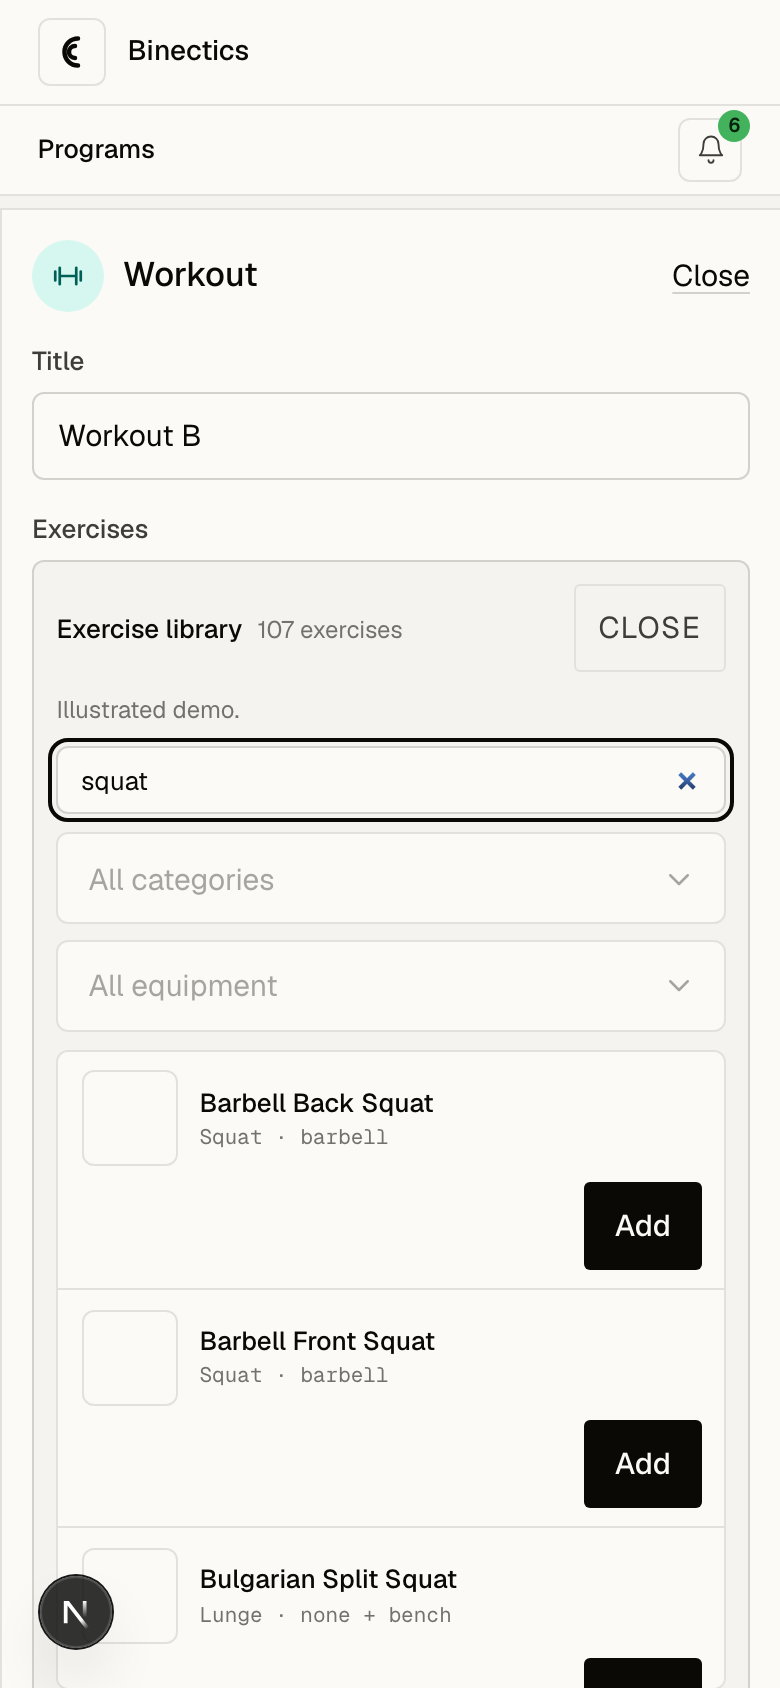 Binectics
Programs
6
Workout
Close
Title
Workout B
Exercises
Exercise library 107 exercises
CLOSE
Illustrated demo.
squat
All categories
All equipment
Barbell Back Squat
Squat · barbell
Add
Barbell Front Squat
Squat · barbell
Add
Bulgarian Split Squat
Lunge · none + bench
N